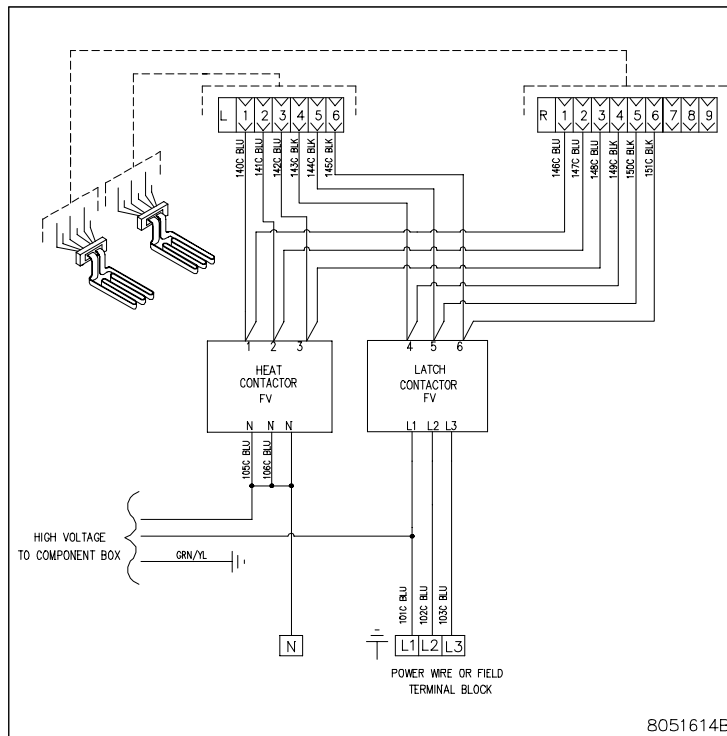 L 1 2 3 4 5 6
R 1 2 3 4 5 6 7 8 9
140C BLU
141C BLU
142C BLU
143C BLK
144C BLK
145C BLK
146C BLU
147C BLU
148C BLU
149C BLK
150C BLK
151C BLK
1 2 3
HEAT
CONTACTOR
FV
N N N
4 5 6
LATCH
CONTACTOR
FV
L1 L2 L3
105C BLU
106C BLU
HIGH VOLTAGE
TO COMPONENT BOX
GRN/YL
101C BLU
102C BLU
103C BLU
N
L1 L2 L3
POWER WIRE OR FIELD
TERMINAL BLOCK
8051614B